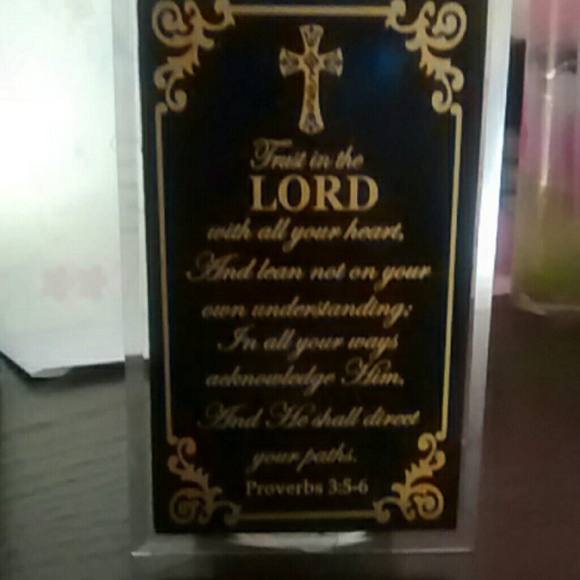 Trust in the
LORD
with all your heart,
And lean not on your
own understanding;
In all your ways
acknowledge Him,
And He shall direct
your paths.
Proverbs 3:5-6